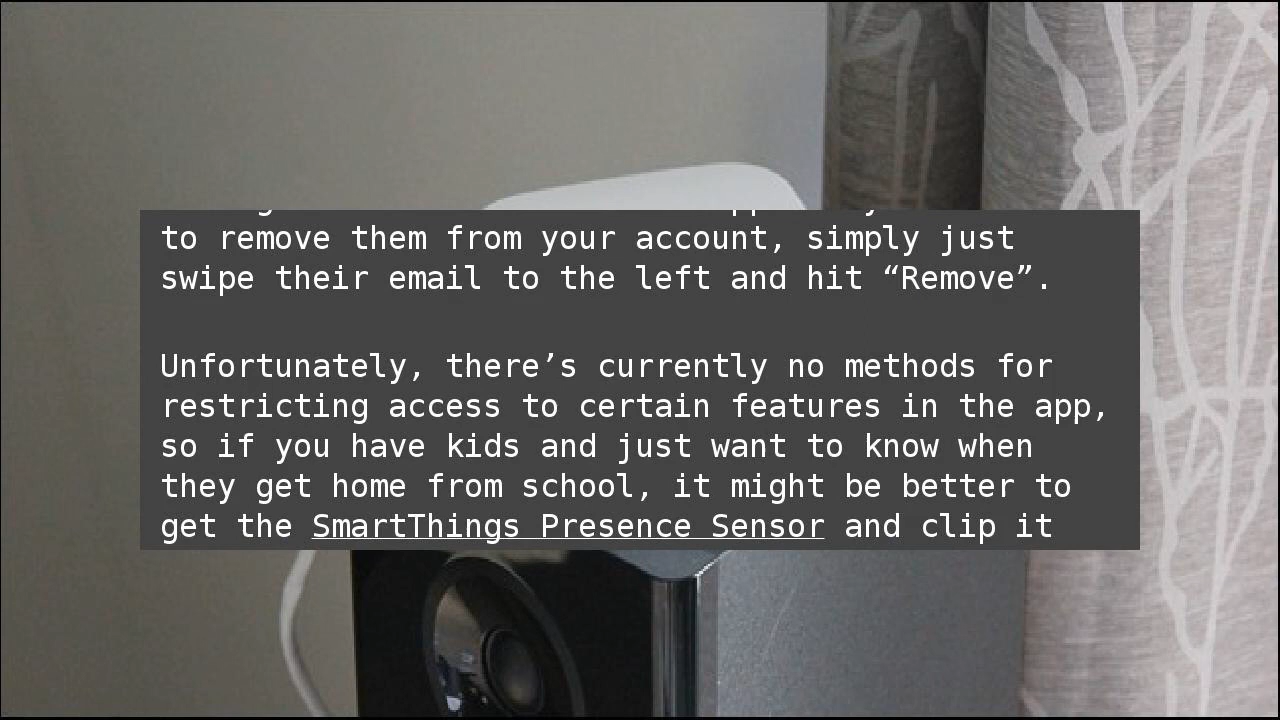 to remove them from your account, simply just
swipe their email to the left and hit “Remove”.
Unfortunately, there’s currently no methods for
restricting access to certain features in the app,
so if you have kids and just want to know when
they get home from school, it might be better to
get the SmartThings Presence Sensor and clip it